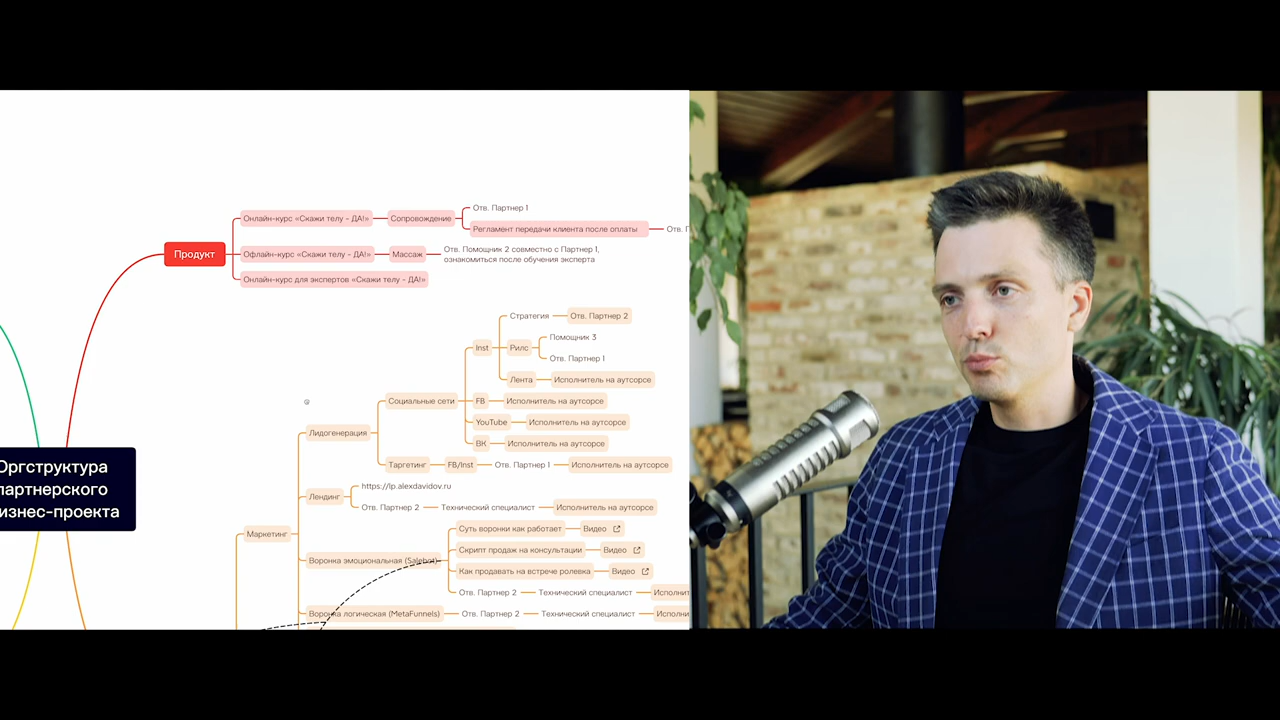 Отв. Партнер 1
Онлайн-курс «Скажи телу - ДА!»
Сопровождение
Регламент передачи клиента после оплаты
Продукт
Офлайн-курс «Скажи телу - ДА!»
Массаж
Отв. Помощник 2 совместно с Партнер 1,
ознакомиться после обучения эксперта
Онлайн-курс для экспертов «Скажи телу - ДА!»
Стратегия
Отв. Партнер 2
Inst
Рилс
Помощник 3
Отв. Партнер 1
Лента
Исполнитель на аутсорсе
Социальные сети
FB
Исполнитель на аутсорсе
YouTube
Исполнитель на аутсорсе
ВК
Исполнитель на аутсорсе
Лидогенерация
Таргетинг
FB/Inst
Отв. Партнер 1
Исполнитель на аутсорсе
Оргструктура
партнерского
бизнес-проекта
Лендинг
https://lp.alexdavidov.ru
Отв. Партнер 2
Технический специалист
Исполнитель на аутсорсе
Маркетинг
Суть воронки как работает
Видео
Воронка эмоциональная (Salebot)
Скрипт продаж на консультации
Видео
Как продавать на встрече ролевка
Видео
Отв. Партнер 2
Технический специалист
Воронка логическая (MetaFunnels)
Отв. Партнер 2
Технический специалист